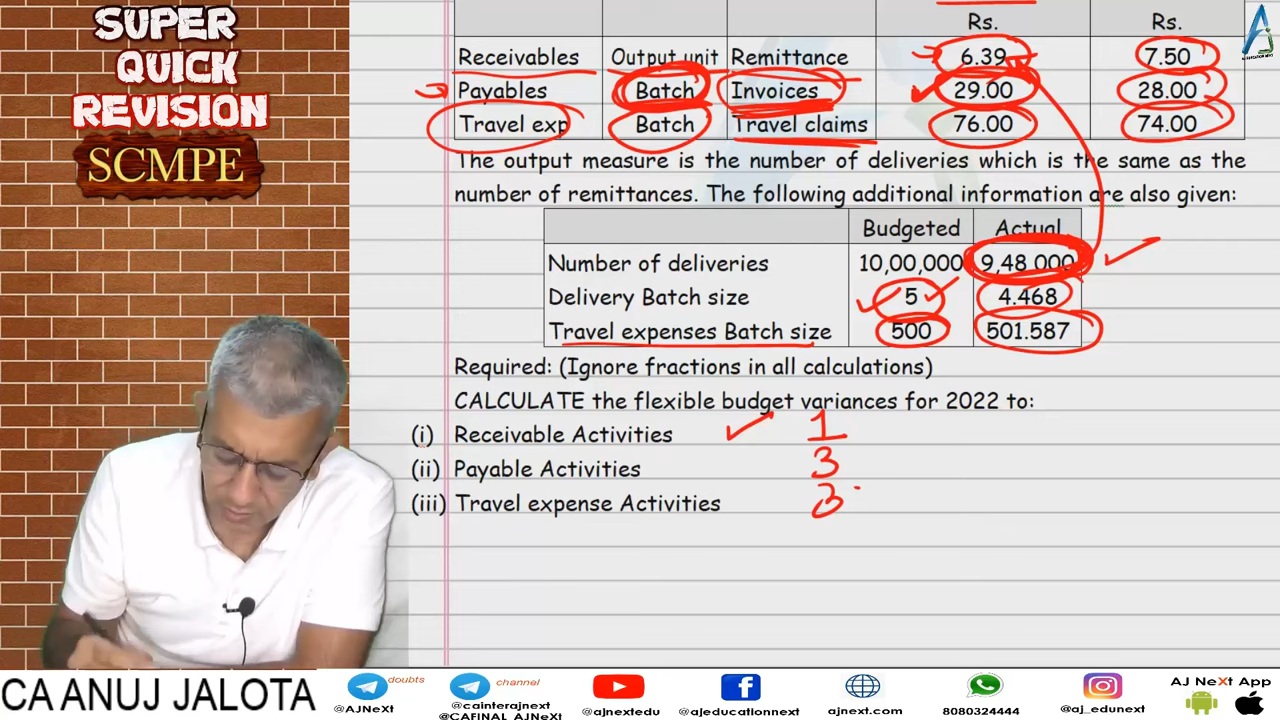 SUPER
QUICK
REVISION
SCMPE
Rs. Rs.
Receivables Output unit Remittance 6.39 7.50
Payables Batch Invoices 29.00 28.00
Travel exp Batch Travel claims 76.00 74.00
The output measure is the number of deliveries which is the same as the
number of remittances. The following additional information are also given:
Budgeted Actual
Number of deliveries 10,00,000 9,48,000
Delivery Batch size 5 4.468
Travel expenses Batch size 500 501.587
Required: (Ignore fractions in all calculations)
CALCULATE the flexible budget variances for 2022 to:
(i) Receivable Activities 1
(ii) Payable Activities 3
(iii) Travel expense Activities 3
CA ANUJ JALOTA
doubts
@AJNeXt
channel
@cainterajnext
@CAFINAL_AJNeXt
@ajnextedu
@ajeducationnext
ajnext.com
8080324444
@aj_edunext
AJ NeXt App